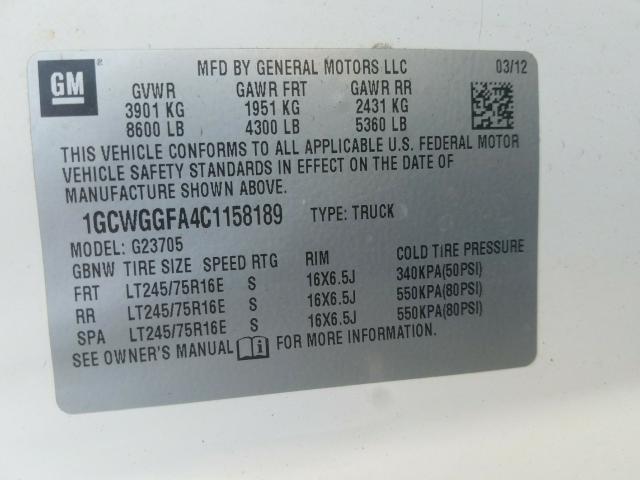 GM
MFD BY GENERAL MOTORS LLC 03/12
GVWR GAWR FRT GAWR RR
3901 KG 1951 KG 2431 KG
8600 LB 4300 LB 5360 LB
THIS VEHICLE CONFORMS TO ALL APPLICABLE U.S. FEDERAL MOTOR
VEHICLE SAFETY STANDARDS IN EFFECT ON THE DATE OF
MANUFACTURE SHOWN ABOVE.
1GCWGGFA4C1158189 TYPE: TRUCK
MODEL: G23705
GBNW TIRE SIZE SPEED RTG RIM COLD TIRE PRESSURE
FRT LT245/75R16E S 16X6.5J 340KPA(50PSI)
RR LT245/75R16E S 16X6.5J 550KPA(80PSI)
SPA LT245/75R16E S 16X6.5J 550KPA(80PSI)
SEE OWNER'S MANUAL i FOR MORE INFORMATION.